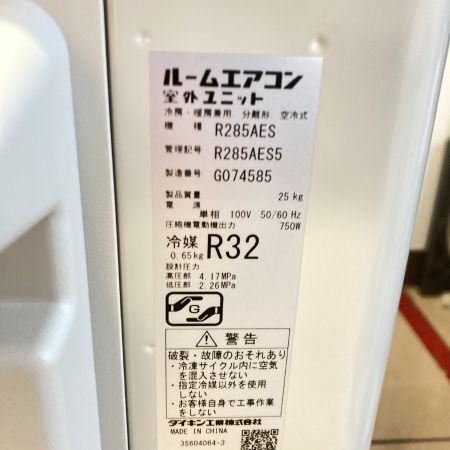 ルームエアコン
室外ユニット
冷房・暖房兼用, 分離形, 空冷式
機 種 R285AES
管理記号 R285AES5
製造番号 G074585
製品質量 25 kg
電 源
単相 100V 50/60 Hz
圧縮機電動機出力 750W
冷媒 R32
0.65kg
設計圧力
高圧部 4.17MPa
低圧部 2.26MPa
G
警告
破裂・故障のおそれあり
・冷凍サイクル内に空気
を混入させない
・指定冷媒以外を使用
しない
・お客様自身で工事作業
をしない
ダイキン工業株式会社
MADE IN CHINA
3S604064-3